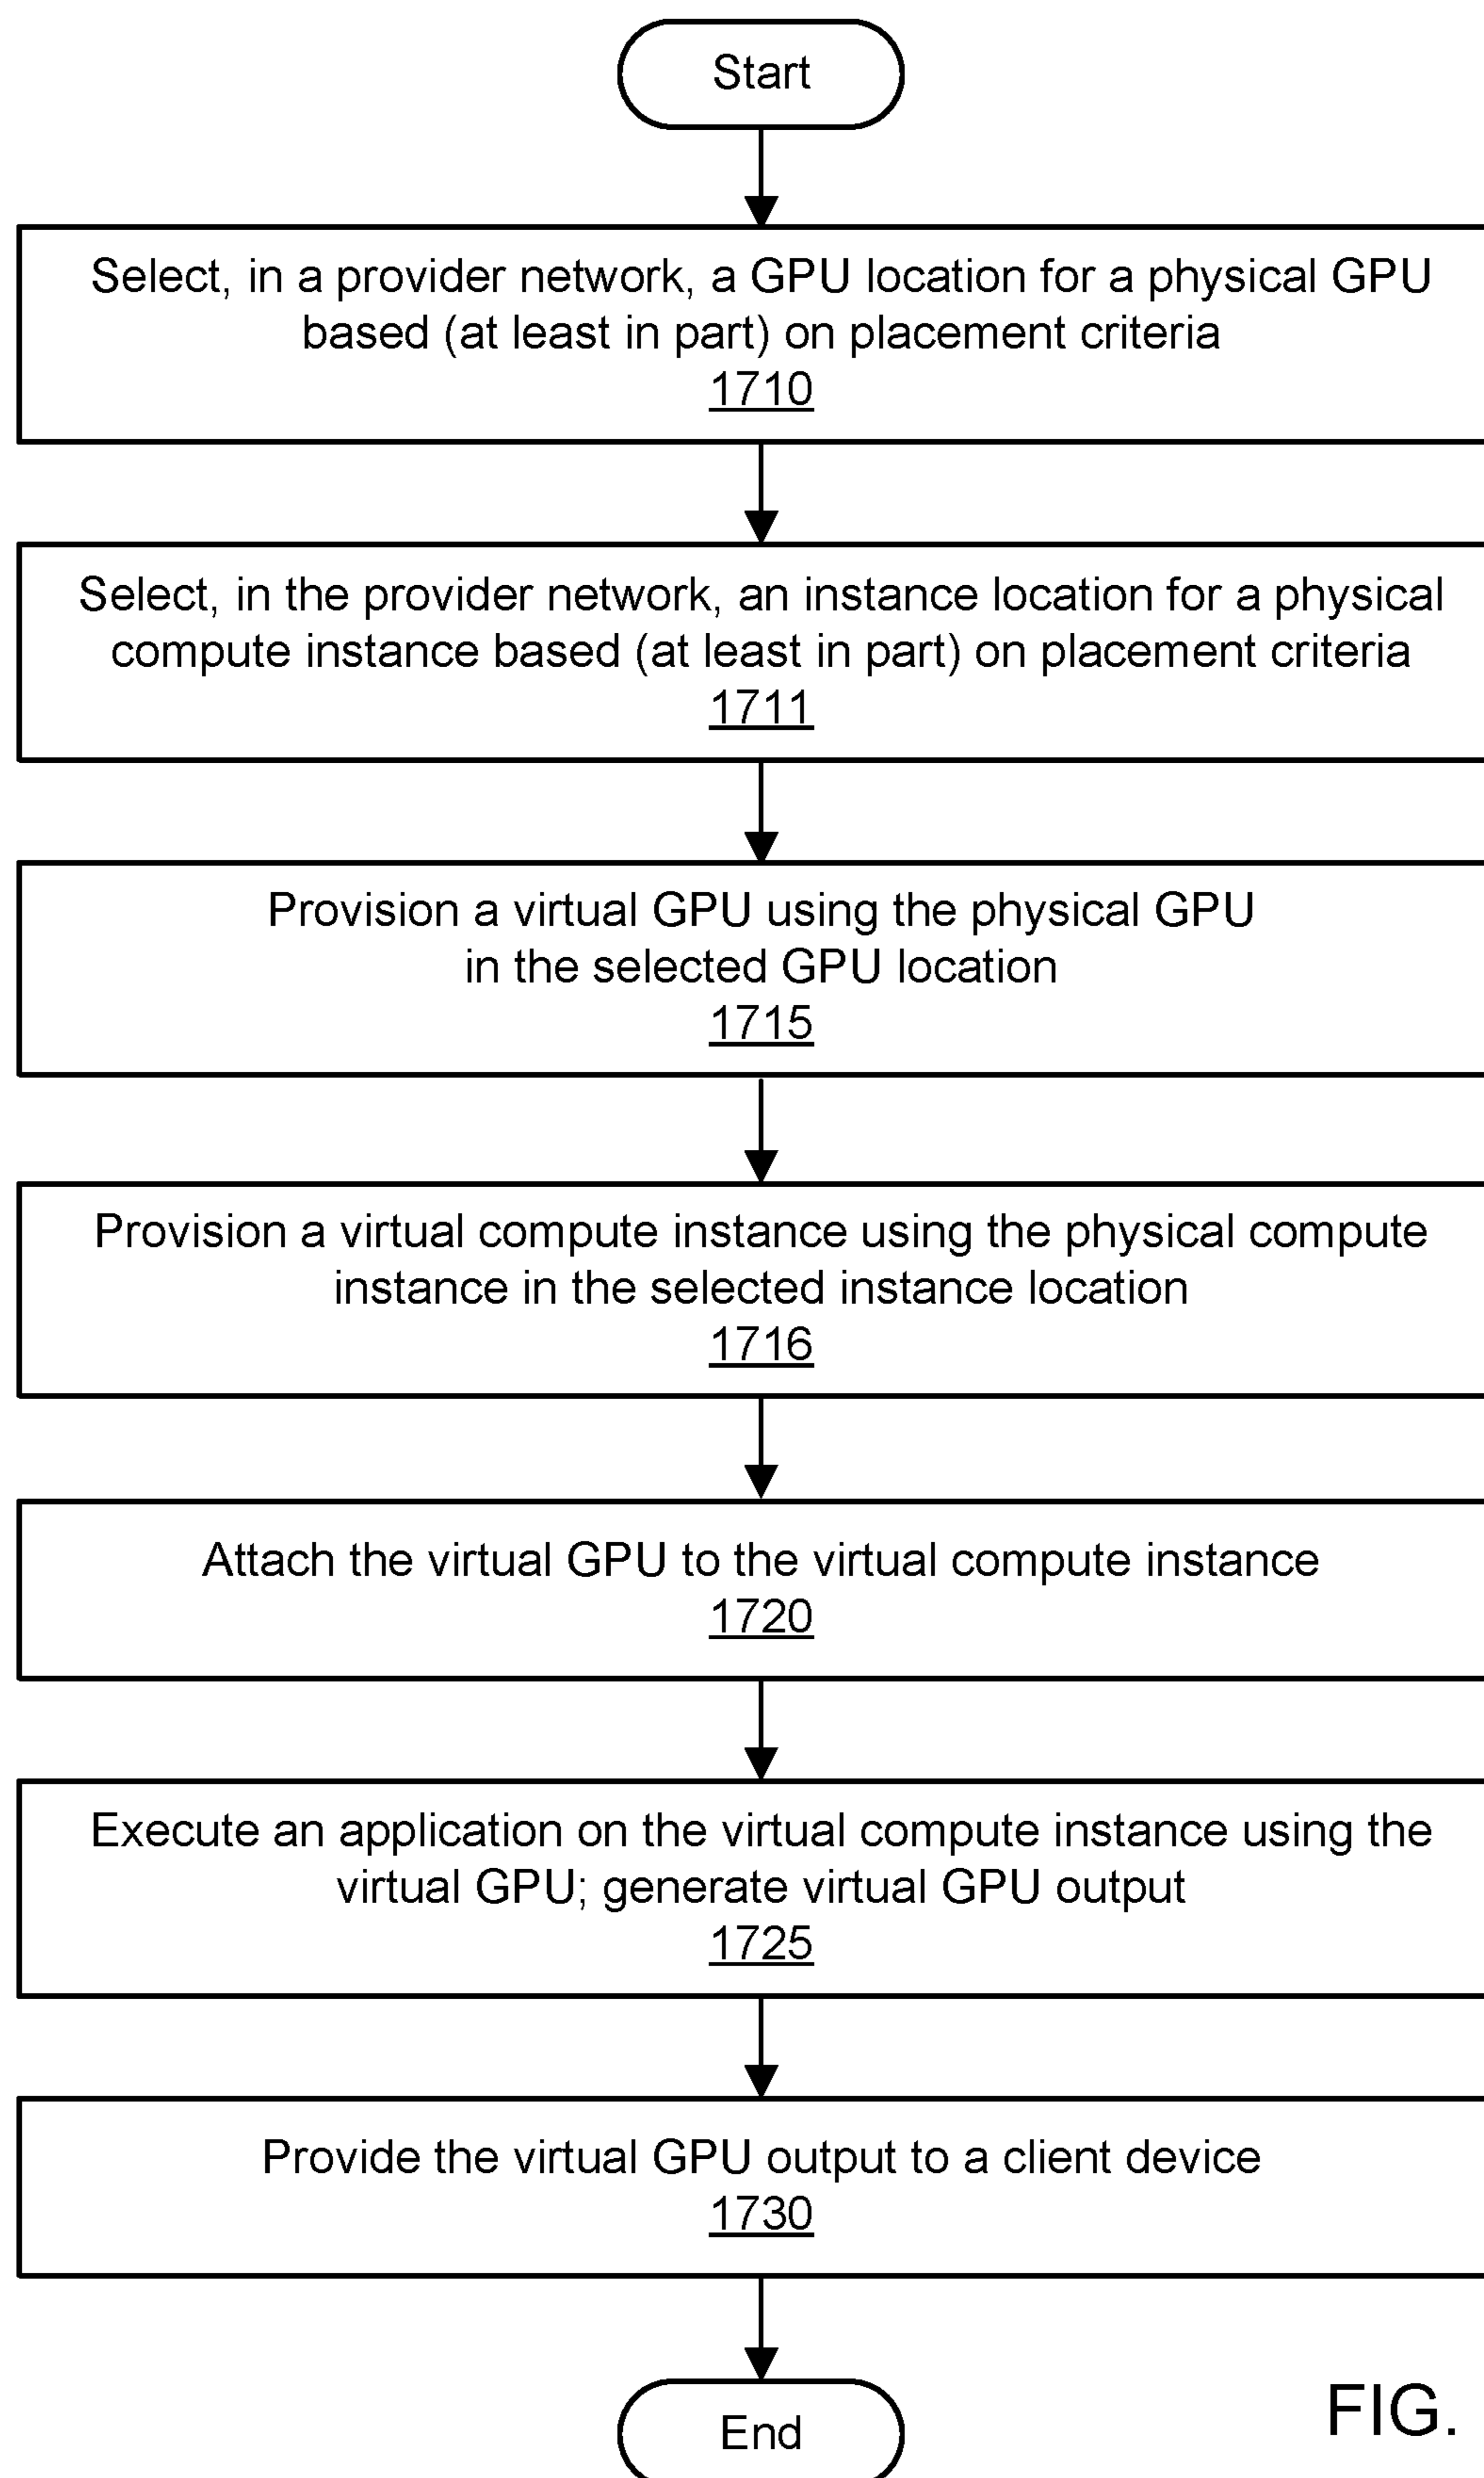 Start
Select, in a provider network, a GPU location for a physical GPU
based (at least in part) on placement criteria
1710
Select, in the provider network, an instance location for a physical
compute instance based (at least in part) on placement criteria
1711
Provision a virtual GPU using the physical GPU
in the selected GPU location
1715
Provision a virtual compute instance using the physical compute
instance in the selected instance location
1716
Attach the virtual GPU to the virtual compute instance
1720
Execute an application on the virtual compute instance using the
virtual GPU; generate virtual GPU output
1725
Provide the virtual GPU output to a client device
1730
End
FIG.